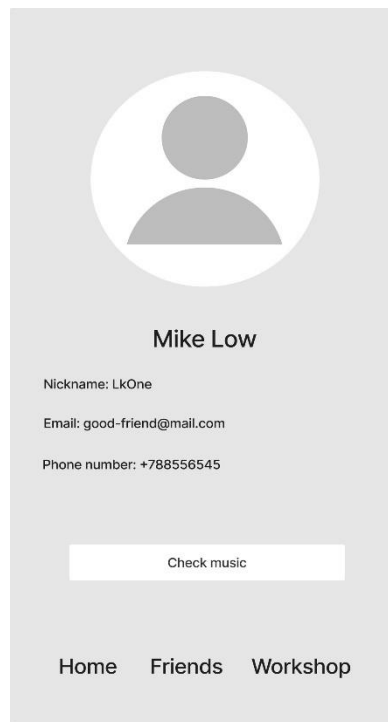 Mike Low
Nickname: LkOne
Email: good-friend@mail.com
Phone number: +788556545
Check music
Home Friends Workshop